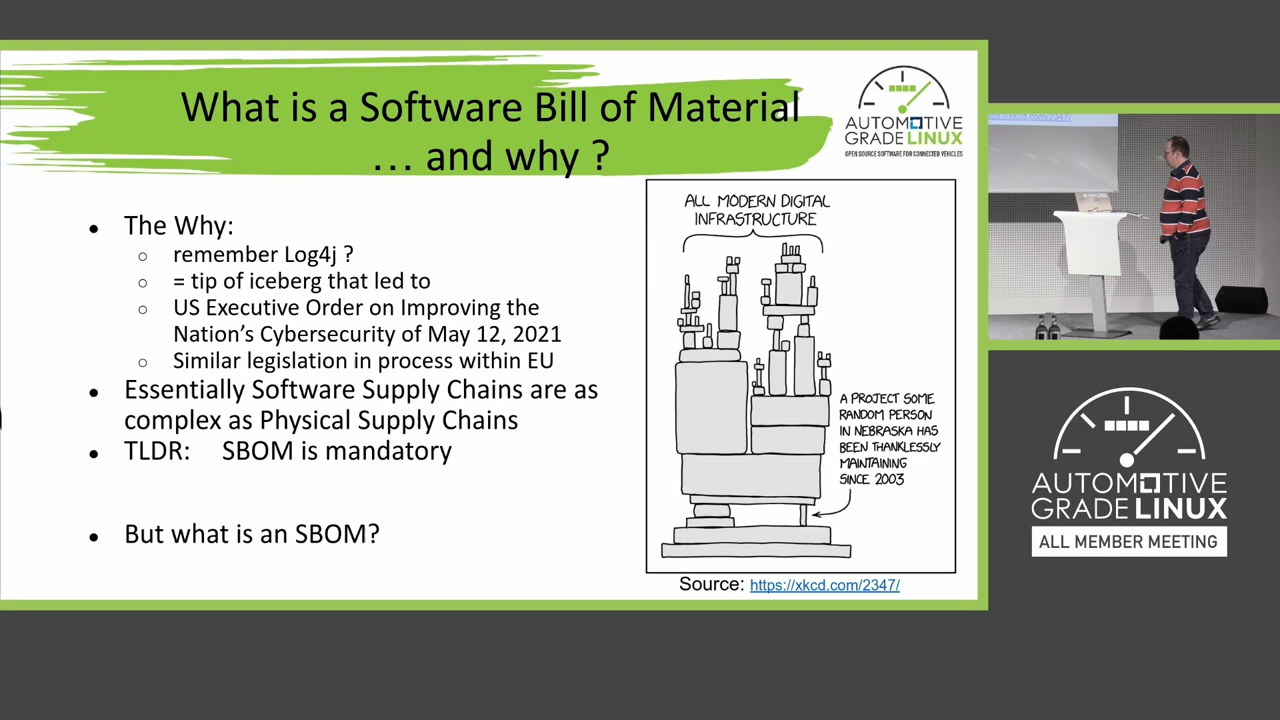 What is a Software Bill of Material
… and why ?
AUTOMOTIVE
GRADE LINUX
OPEN SOURCE SOFTWARE FOR CONNECTED VEHICLES
● The Why:
○ remember Log4j ?
○ = tip of iceberg that led to
○ US Executive Order on Improving the
Nation's Cybersecurity of May 12, 2021
○ Similar legislation in process within EU
● Essentially Software Supply Chains are as
complex as Physical Supply Chains
● TLDR: SBOM is mandatory
● But what is an SBOM?
ALL MODERN DIGITAL
INFRASTRUCTURE
A PROJECT SOME
RANDOM PERSON
IN NEBRASKA HAS
BEEN THANKLESSLY
MAINTAINING
SINCE 2003
Source: https://xkcd.com/2347/
ps://xkcd.com/2347/
AUTOMOTIVE
GRADE LINUX
ALL MEMBER MEETING